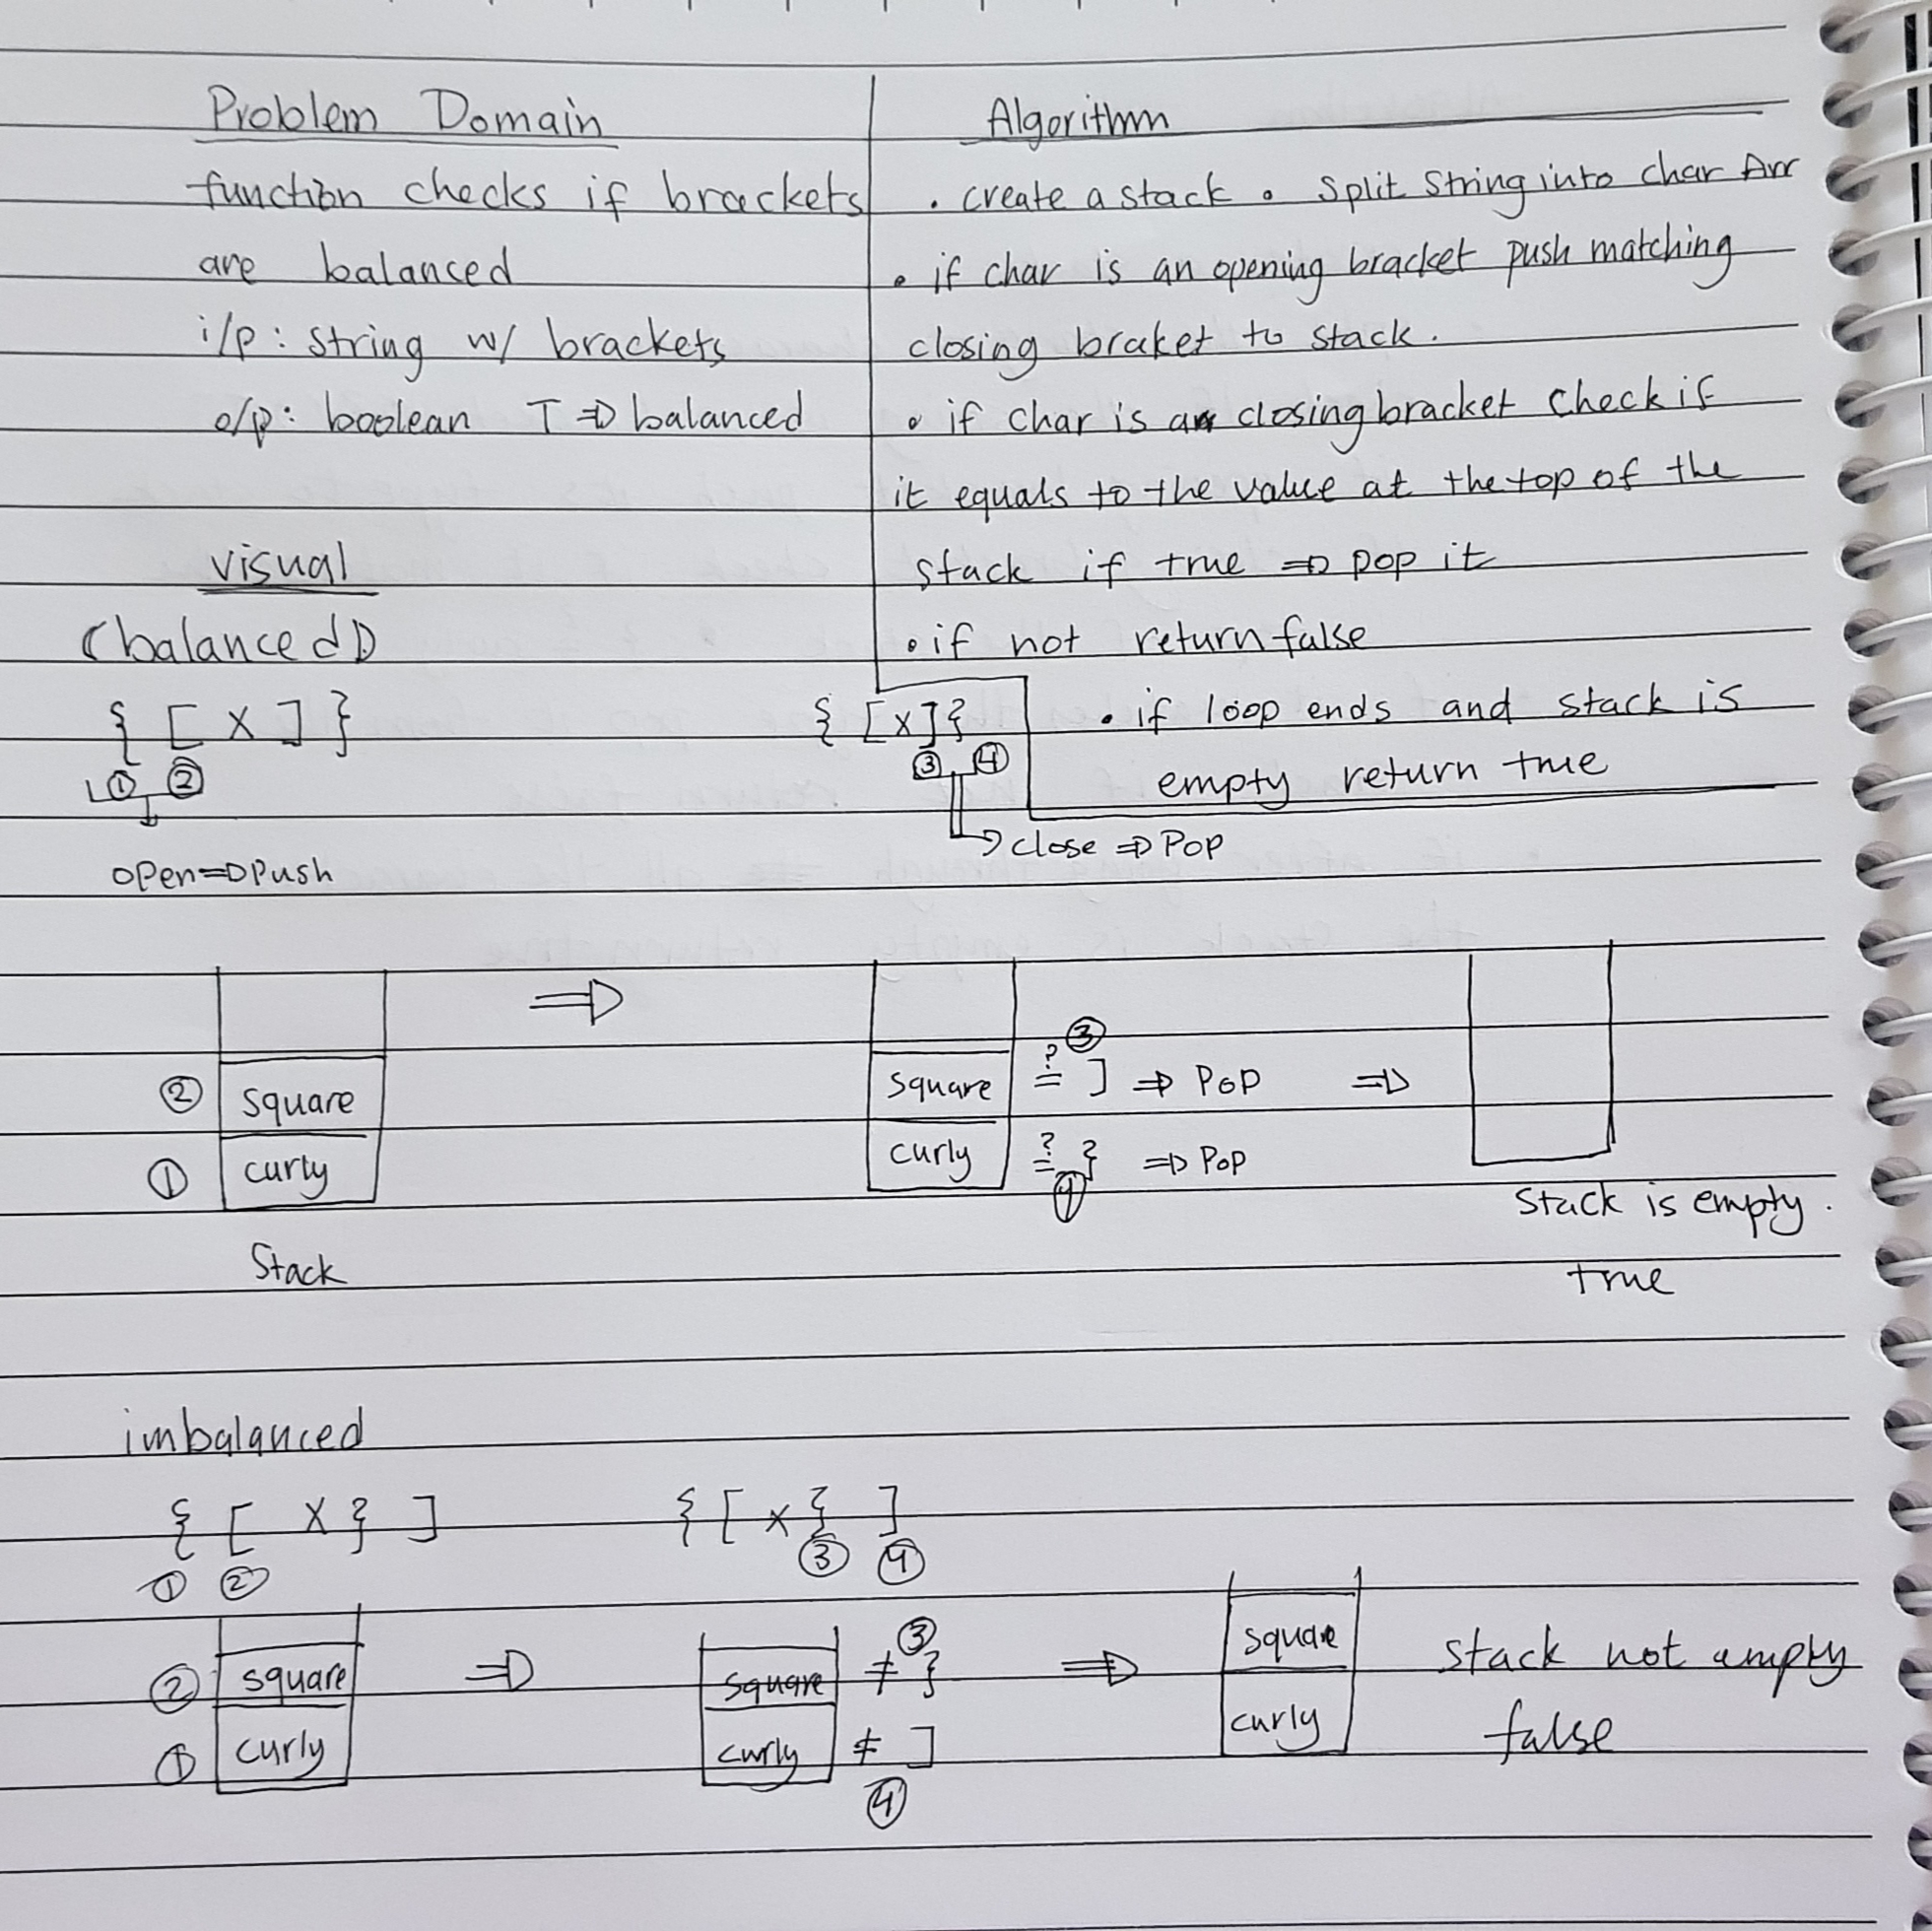 Problem Domain
function checks if brackets
are balanced
i/p : string w/ brackets
o/p : boolean T ⇒ balanced
Algorithm
. create a stack • Split String into char Arr
• if char is an opening bracket push matching
closing braket to stack.
• if char is a closing bracket check if
it equals to the value at the top of the
stack if true ⇒ pop it
• if not return false
• if loop ends and stack is
empty return true
visual
(balanced)
{ [ X ] }
① ②
open ⇒ Push
{ [x] }
③ ④
→ close ⇒ Pop
② square
① curly
Stack
⇒
③
square ≟ ] ⇒ Pop ⇒
curly ≟ } ⇒ Pop
④
Stack is empty.
true
imbalanced
{ [ X } ]
① ②
{ [ x } ]
③ ④
② square
① curly
⇒
③
square ≠ }
curly ≠ ]
④
⇒
square
curly
stack not empty
false